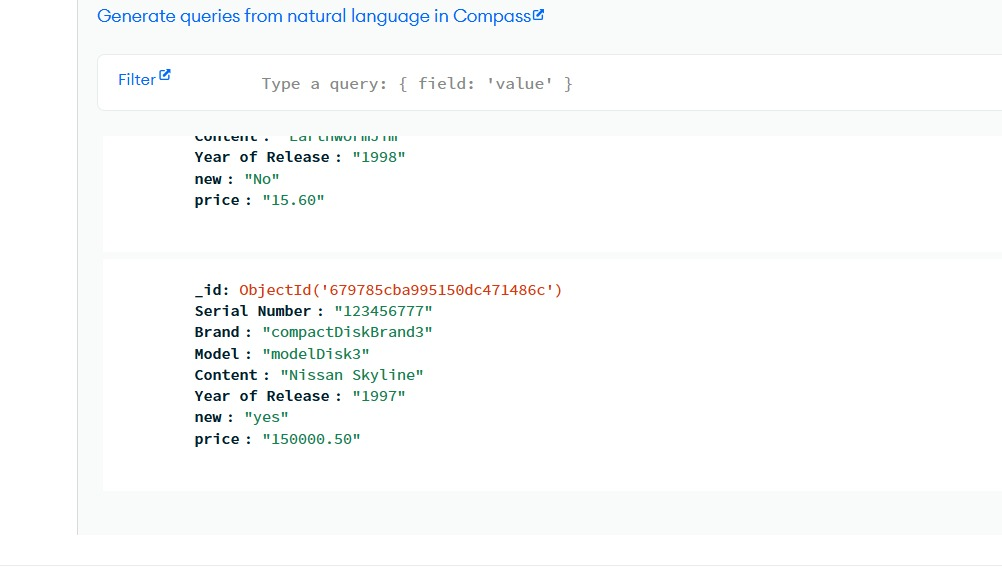 Generate queries from natural language in Compass
Filter
Type a query: { field: 'value' }
Content : "EarthWormJim
Year of Release : "1998"
new : "No"
price : "15.60"
_id: ObjectId('679785cba995150dc471486c')
Serial Number : "123456777"
Brand : "compactDiskBrand3"
Model : "modelDisk3"
Content : "Nissan Skyline"
Year of Release : "1997"
new : "yes"
price : "150000.50"